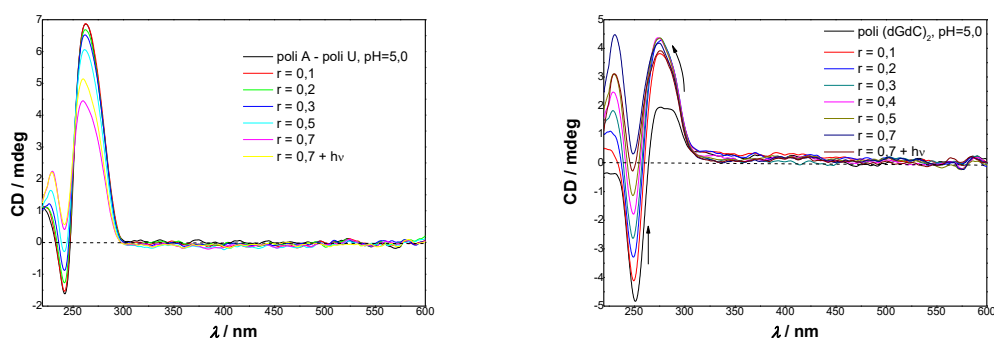 7
6
5
4
3
2
1
0
-1
-2
CD / mdeg
poli A - poli U, pH=5,0
r = 0,1
r = 0,2
r = 0,3
r = 0,5
r = 0,7
r = 0,7 + hν
250 300 350 400 450 500 550 600
λ / nm
5
4
3
2
1
0
-1
-2
-3
-4
-5
CD / mdeg
poli (dGdC)₂, pH=5,0
r = 0,1
r = 0,2
r = 0,3
r = 0,4
r = 0,5
r = 0,7
r = 0,7 + hν
250 300 350 400 450 500 550 600
λ / nm